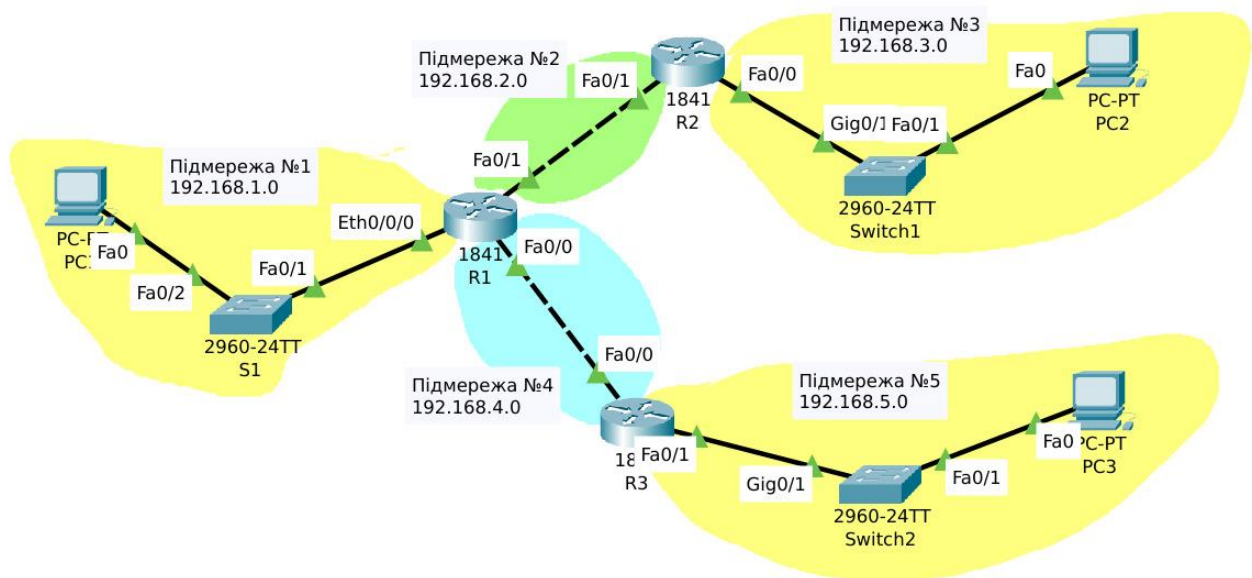 Підмережа №1
192.168.1.0
PC-PT
Fa0
Fa0/2
Fa0/1
2960-24TT
S1
Eth0/0/0
1841
R1
Fa0/1
Fa0/0
Підмережа №2
192.168.2.0
Fa0/1
1841
R2
Fa0/0
Підмережа №3
192.168.3.0
Gig0/1
Fa0/1
2960-24TT
Switch1
Fa0
PC-PT
PC2
Підмережа №4
192.168.4.0
Fa0/0
R3
Fa0/1
Підмережа №5
192.168.5.0
Gig0/1
2960-24TT
Switch2
Fa0/1
Fa0
PC-PT
PC3